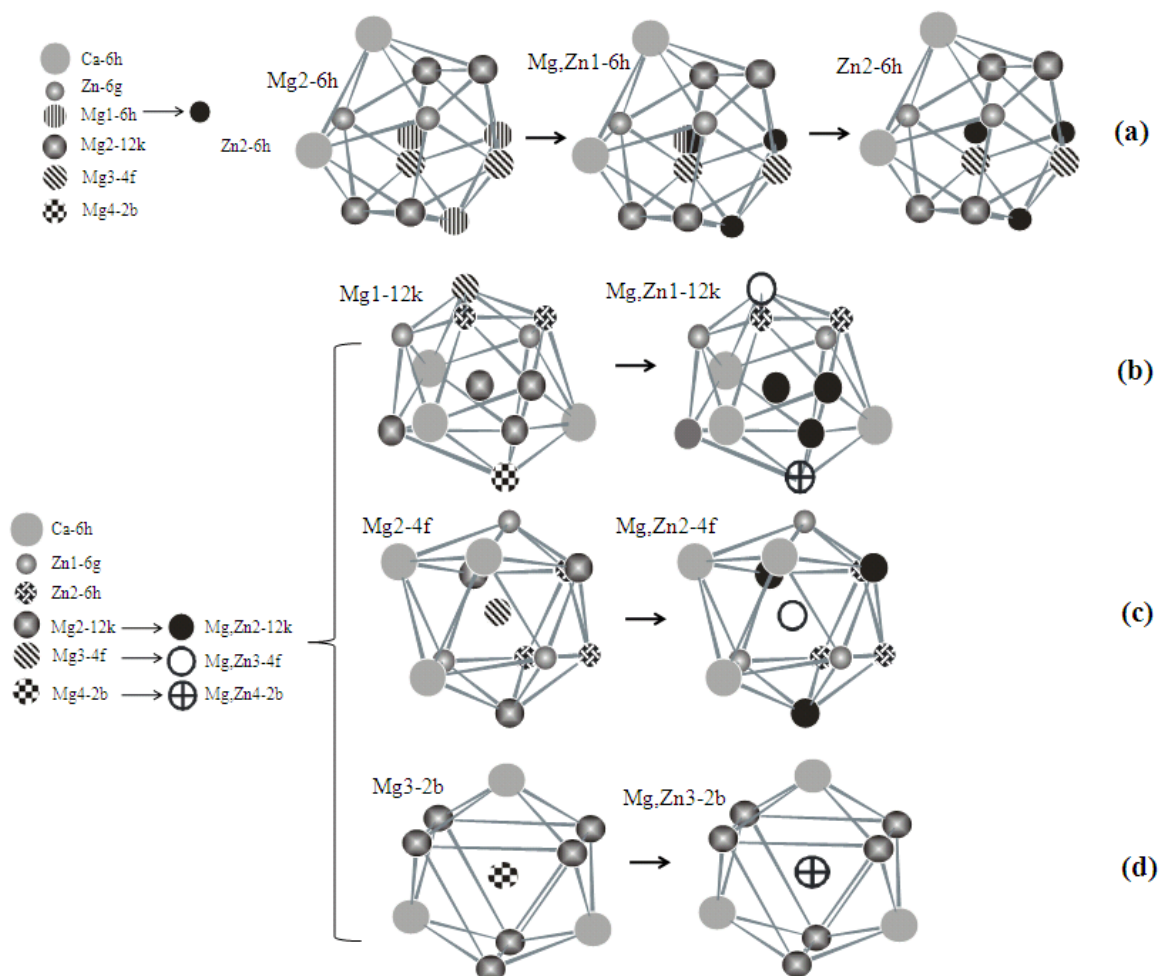 Ca-6h
Zn-6g
Mg1-6h
Zn2-6h
Mg2-12k
Mg3-4f
Mg4-2b
Mg2-6h
Mg,Zn1-6h
Zn2-6h
(a)
Mg1-12k
Mg,Zn1-12k
(b)
Mg2-4f
Mg,Zn2-4f
(c)
Mg3-2b
Mg,Zn3-2b
(d)
Ca-6h
Zn1-6g
Zn2-6h
Mg2-12k
Mg,Zn2-12k
Mg3-4f
Mg,Zn3-4f
Mg4-2b
Mg,Zn4-2b